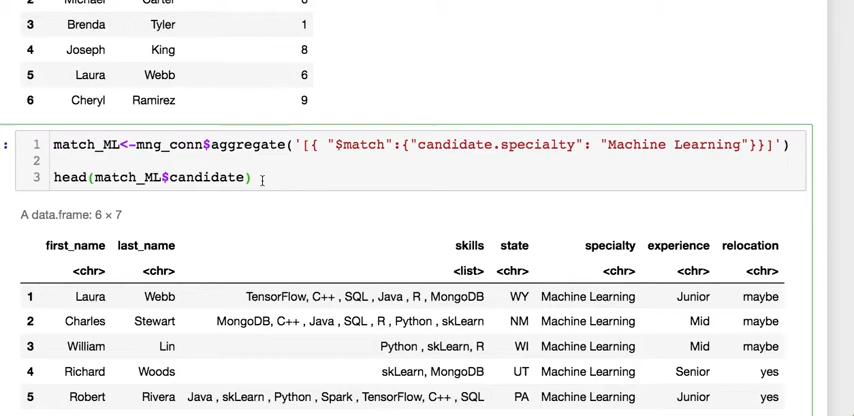 3 Brenda Tyler 1
4 Joseph King 8
5 Laura Webb 6
6 Cheryl Ramirez 9
1 match_ML<-mng_conn$aggregate('[{ "$match":{"candidate.specialty": "Machine Learning"}}]')
2
3 head(match_ML$candidate)
A data.frame: 6 × 7
first_name last_name skills state specialty experience relocation
<chr> <chr> <list> <chr> <chr> <chr> <chr>
1 Laura Webb TensorFlow, C++ , SQL , Java , R , MongoDB WY Machine Learning Junior maybe
2 Charles Stewart MongoDB, C++ , Java , SQL , R , Python , skLearn NM Machine Learning Mid maybe
3 William Lin Python , skLearn, R WI Machine Learning Mid maybe
4 Richard Woods skLearn, MongoDB UT Machine Learning Senior yes
5 Robert Rivera Java , skLearn , Python , Spark , TensorFlow, C++ , SQL PA Machine Learning Junior yes